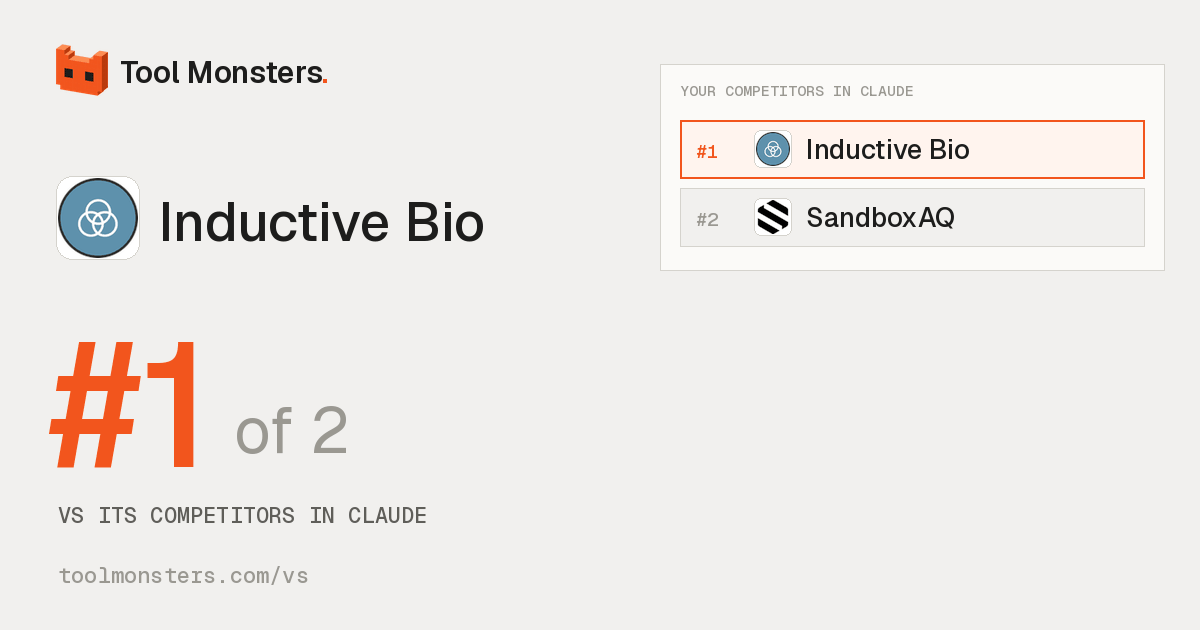 Tool Monsters.
Inductive Bio
#1 of 2
VS ITS COMPETITORS IN CLAUDE
toolmonsters.com/vs
YOUR COMPETITORS IN CLAUDE
#1 Inductive Bio
#2 SandboxAQ